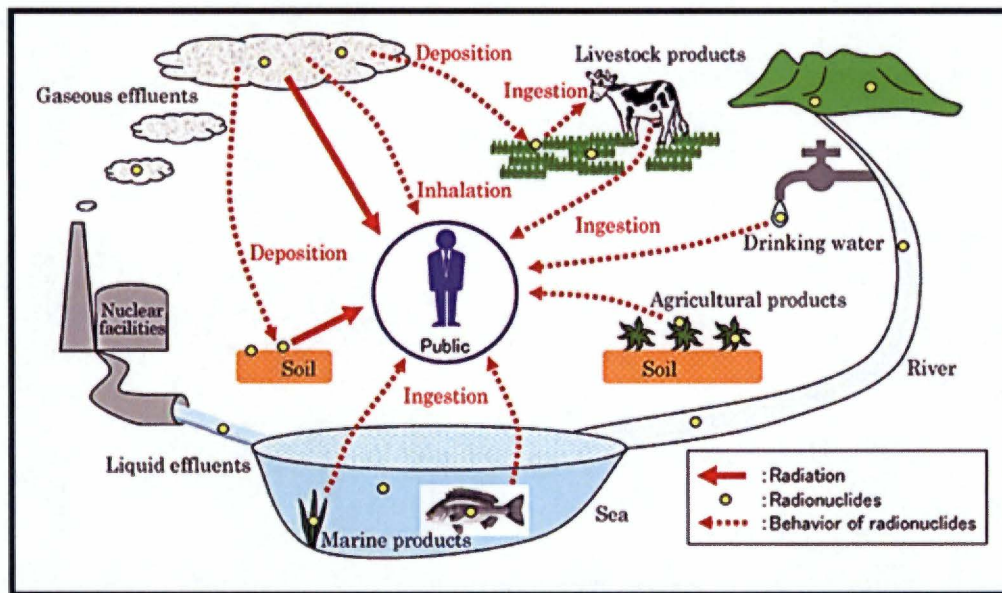 Deposition
Livestock products
Gaseous effluents
Ingestion
Inhalation
Ingestion
Drinking water
Deposition
Agricultural products
Nuclear
facilities
Public
Soil
Soil
River
Ingestion
Liquid effluents
Sea
Marine products
:Radiation
:Radionuclides
:Behavior of radionuclides